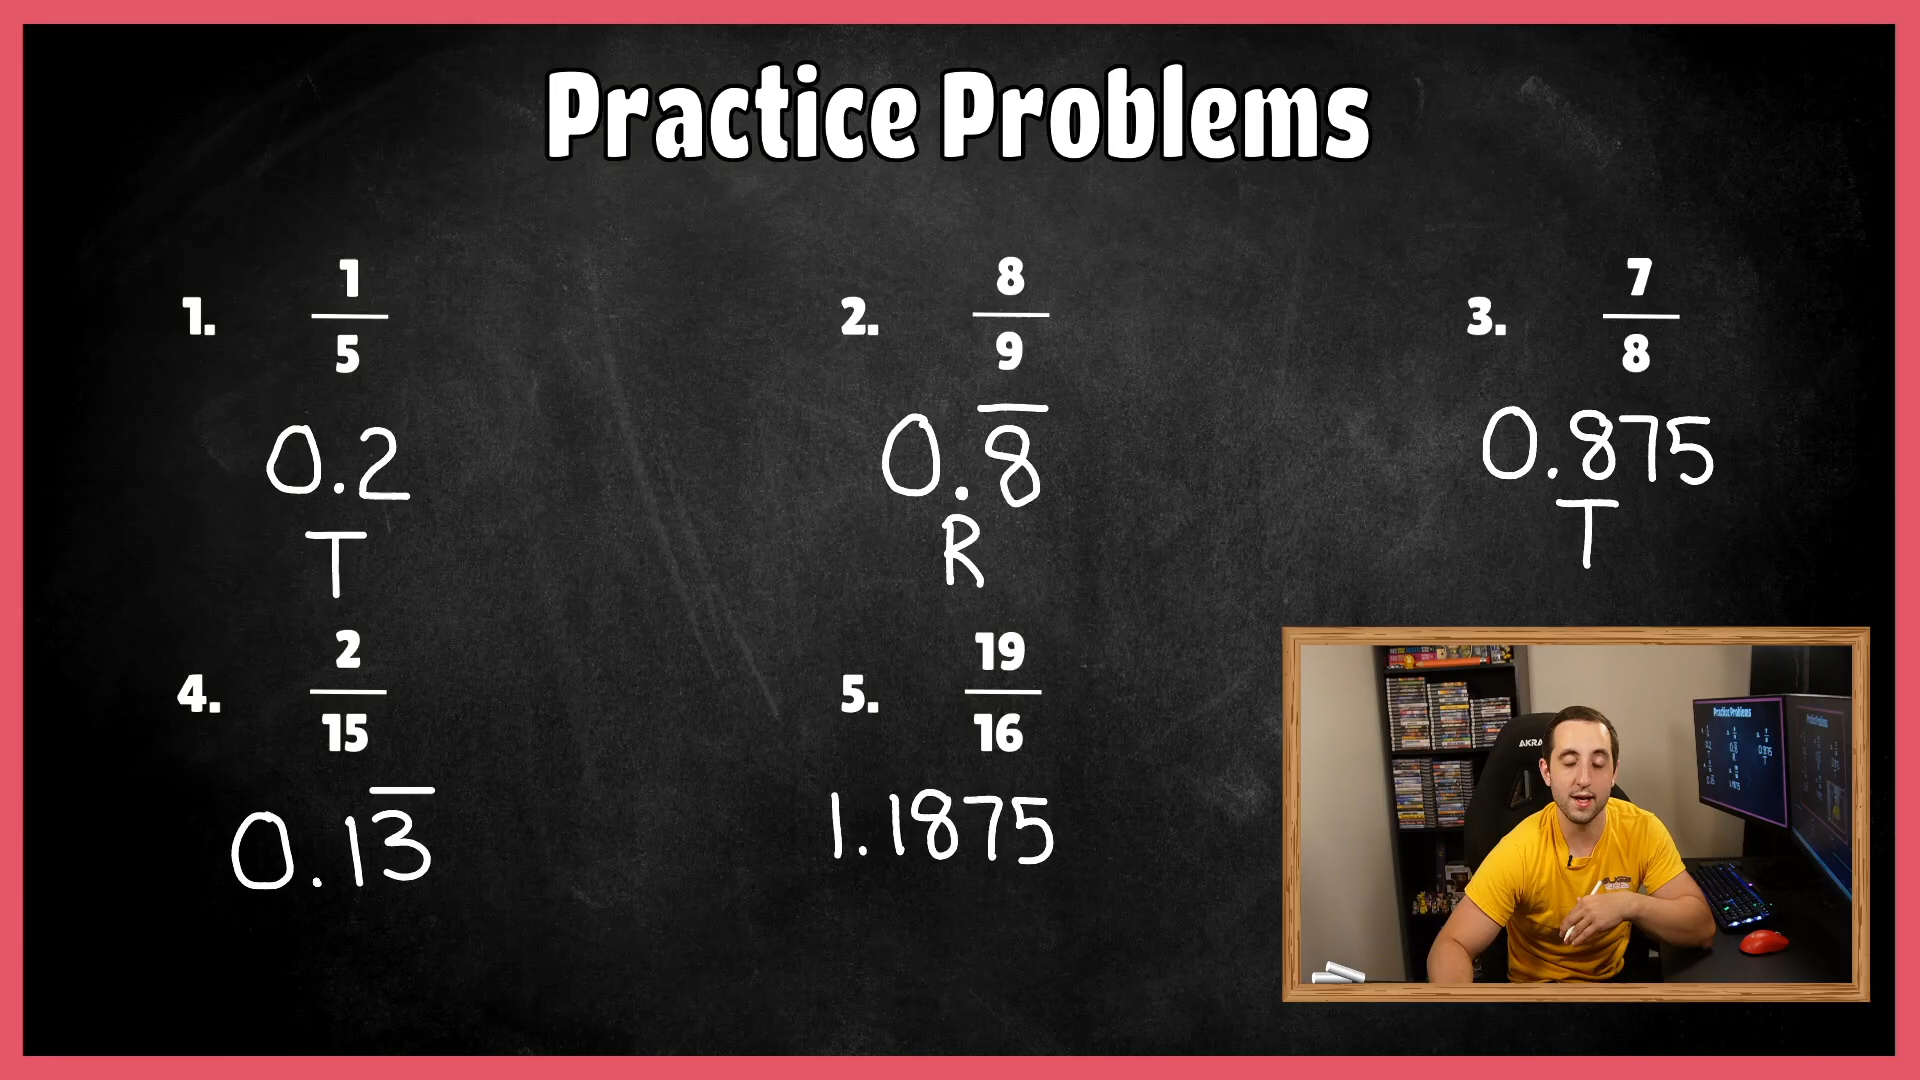 Practice Problems
1. 1/5
0.2
T
2. 8/9
0.8̅
R
3. 7/8
0.875
T
4. 2/15
0.13̅
5. 19/16
1.1875
AKRA